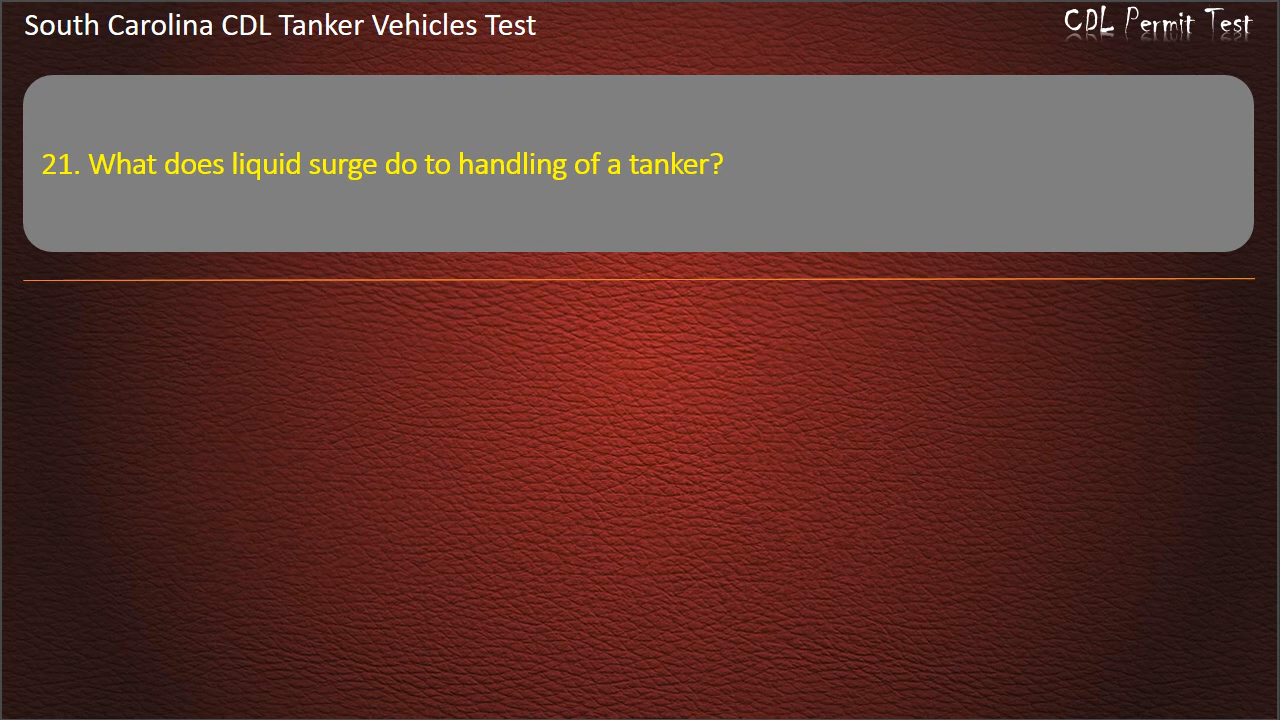 South Carolina CDL Tanker Vehicles Test
CDL Permit Test
21. What does liquid surge do to handling of a tanker?